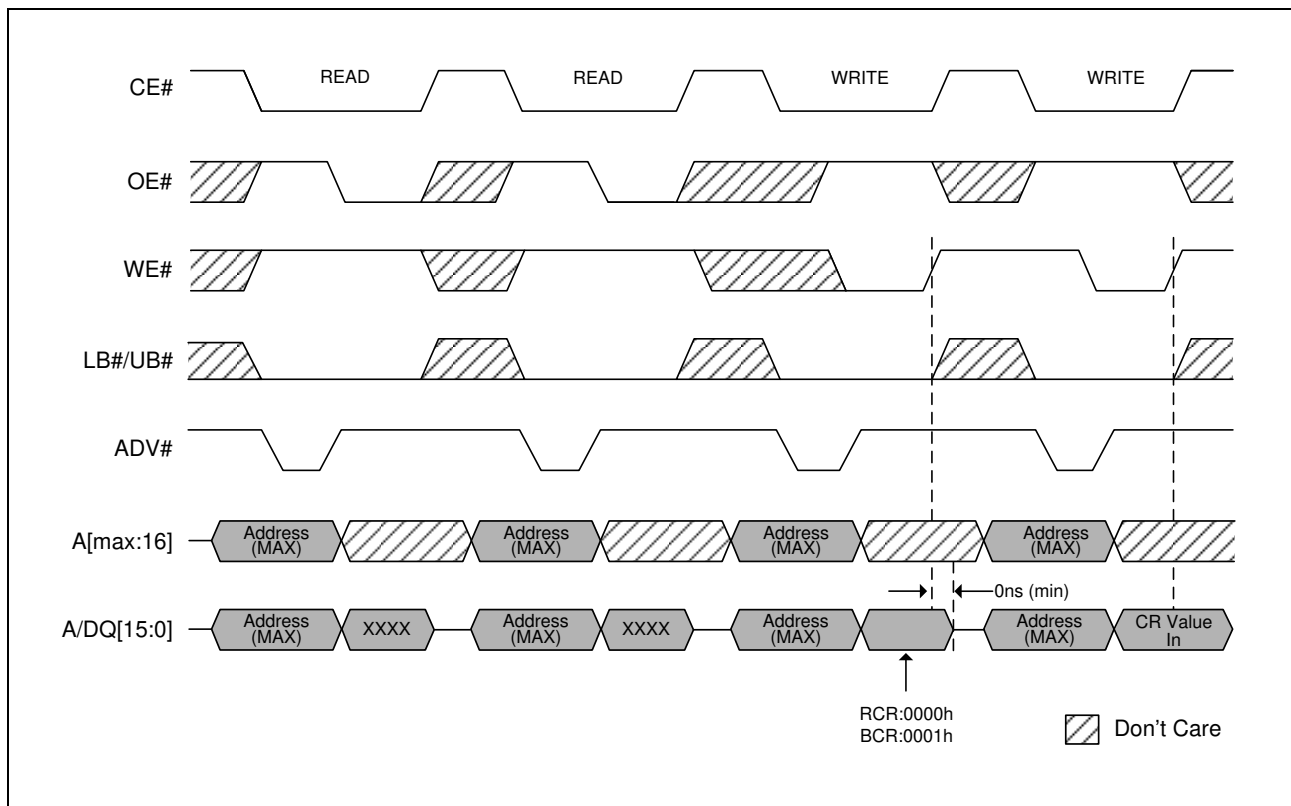 CE#
READ
READ
WRITE
WRITE
OE#
WE#
LB#/UB#
ADV#
A[max:16]
Address
(MAX)
Address
(MAX)
Address
(MAX)
Address
(MAX)
0ns (min)
A/DQ[15:0]
Address
(MAX)
XXXX
Address
(MAX)
XXXX
Address
(MAX)
Address
(MAX)
CR Value
In
RCR:0000h
BCR:0001h
Don't Care